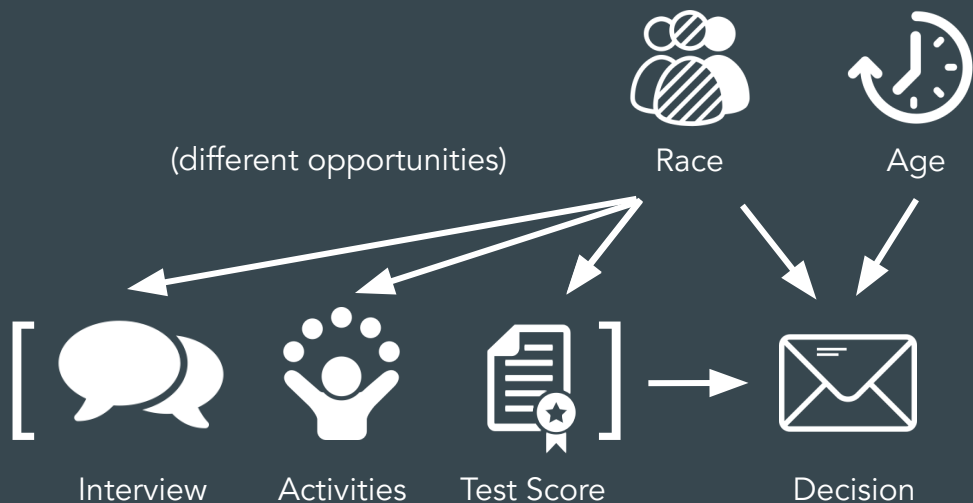 (different opportunities) Race Age
Interview Activities Test Score Decision